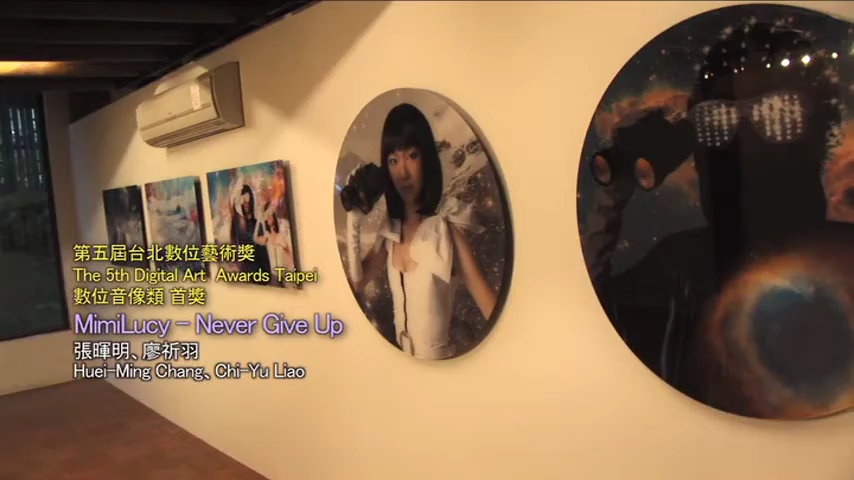 第五屆台北數位藝術獎
The 5th Digital Art Awards Taipei
數位音像類 首獎
MimiLucy - Never Give Up
張暉明、廖祈羽
Huei-Ming Chang、Chi-Yu Liao